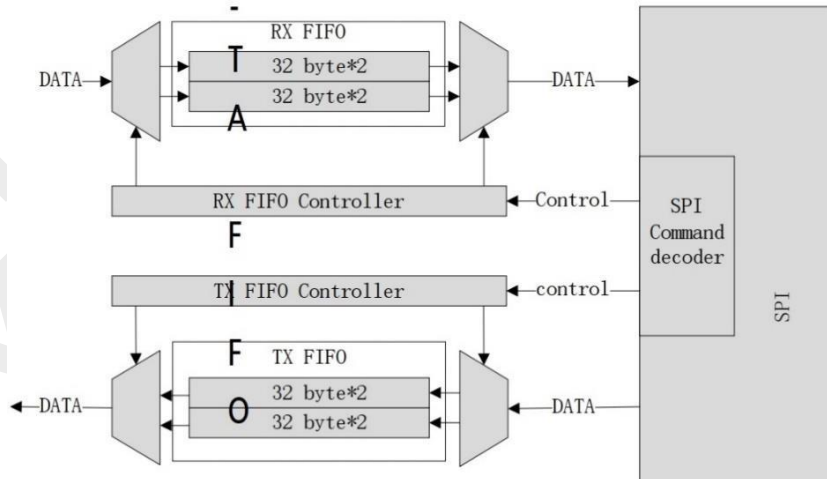 -
T
A
F
I
F
O
RX FIFO
32 byte*2
32 byte*2
DATA
DATA
RX FIFO Controller
Control
SPI
Command
decoder
SPI
TX FIFO Controller
control
TX FIFO
32 byte*2
32 byte*2
DATA
DATA